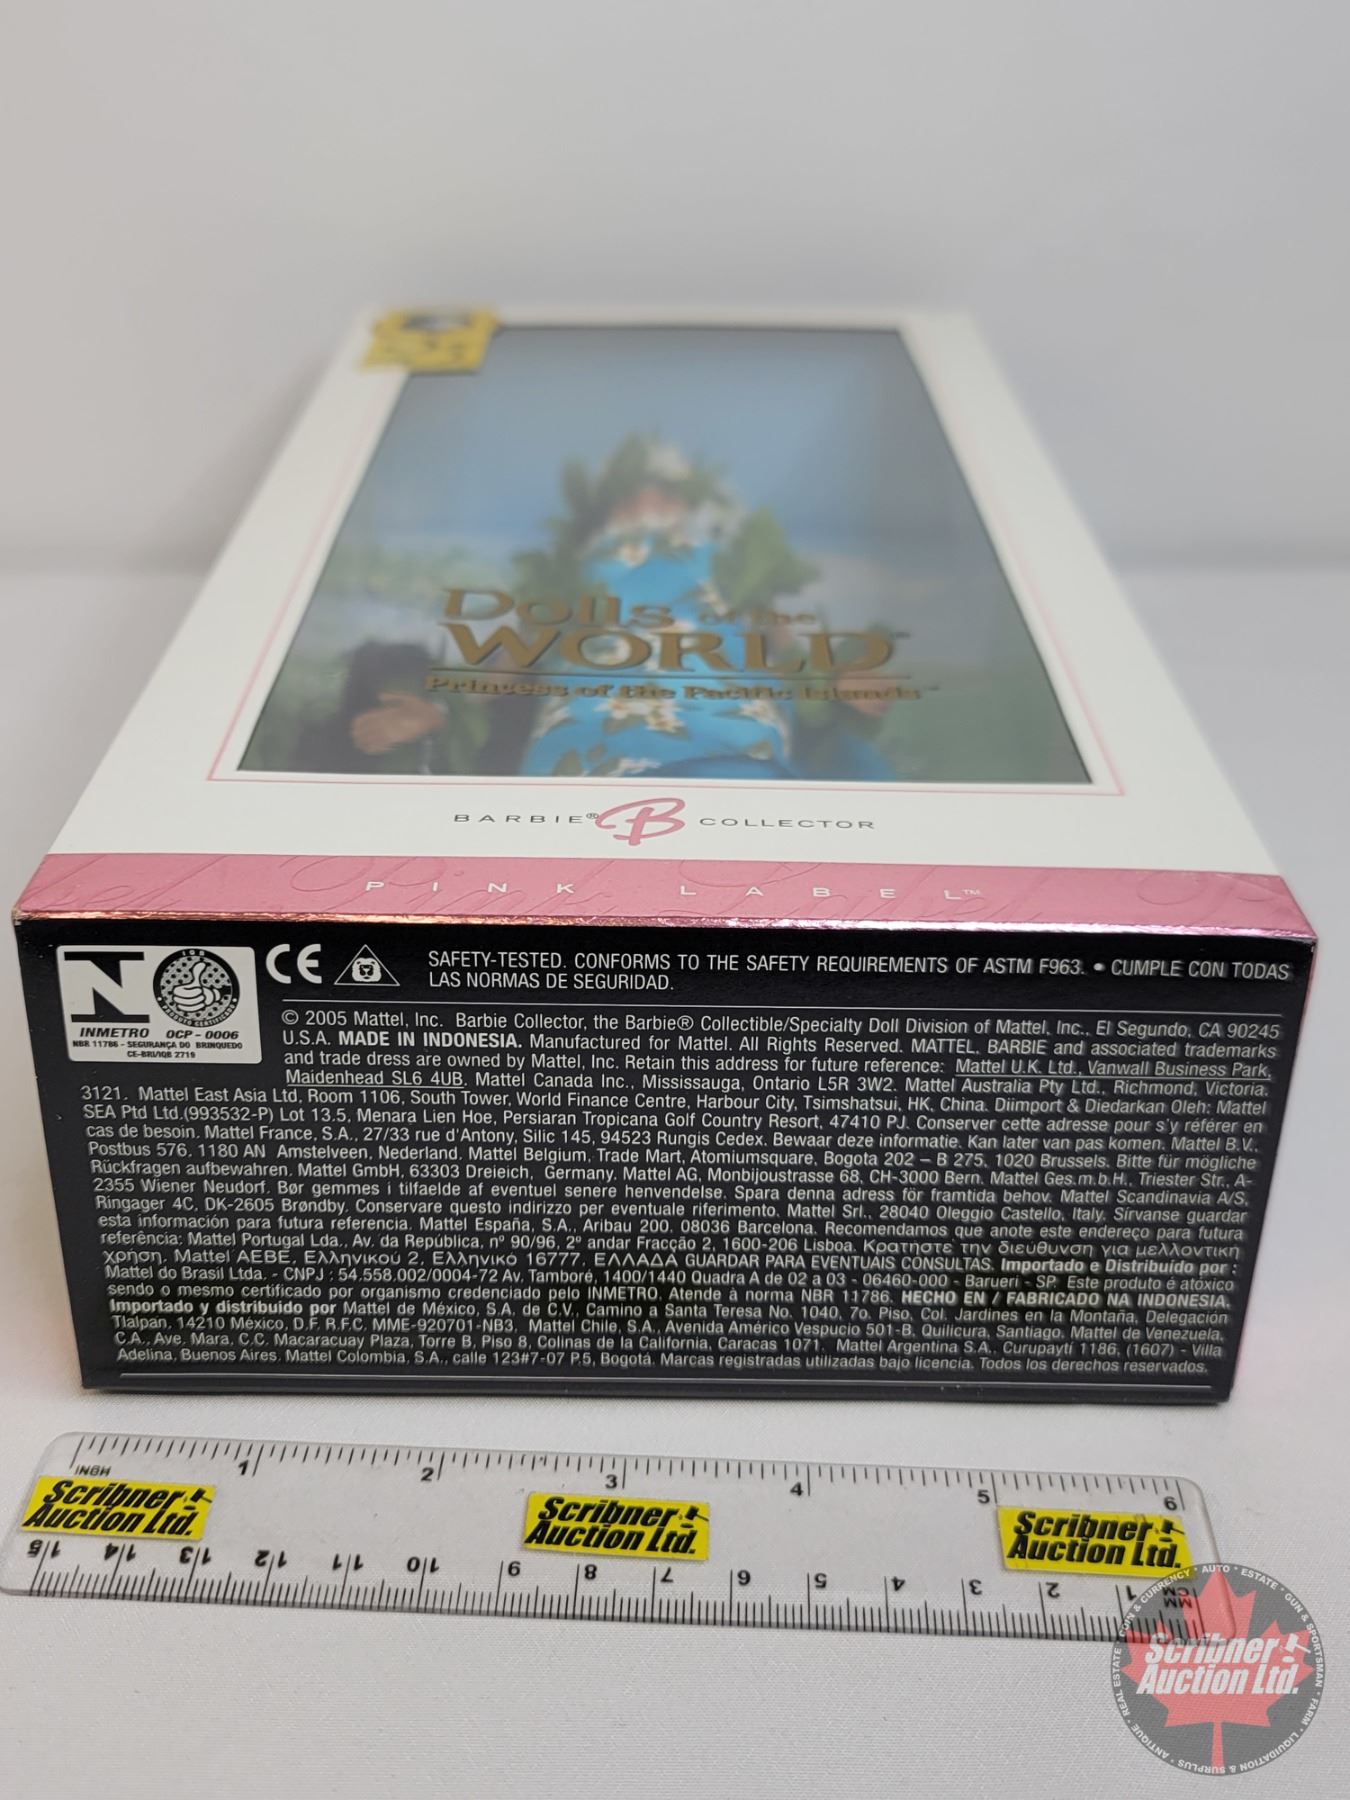 Dolls of the
WORLD™
Princess of the Pacific Islands™
BARBIE® B COLLECTOR
PINK LABEL™
N
INMETRO OCP - 0006
NBR 11786 - SEGURANÇA DO BRINQUEDO
CE-BRI/IQB 2719
CE
SAFETY-TESTED. CONFORMS TO THE SAFETY REQUIREMENTS OF ASTM F963. • CUMPLE CON TODAS
LAS NORMAS DE SEGURIDAD.
© 2005 Mattel, Inc. Barbie Collector, the Barbie® Collectible/Specialty Doll Division of Mattel, Inc., El Segundo, CA 90245
U.S.A. MADE IN INDONESIA. Manufactured for Mattel. All Rights Reserved. MATTEL, BARBIE and associated trademarks
and trade dress are owned by Mattel, Inc. Retain this address for future reference: Mattel U.K. Ltd., Vanwall Business Park,
Maidenhead SL6 4UB. Mattel Canada Inc., Mississauga, Ontario L5R 3W2. Mattel Australia Pty Ltd., Richmond, Victoria.
3121. Mattel East Asia Ltd, Room 1106, South Tower, World Finance Centre, Harbour City, Tsimshatsui, HK, China. Diimport & Diedarkan Oleh: Mattel
SEA Ptd Ltd.(993532-P) Lot 13.5, Menara Lien Hoe, Persiaran Tropicana Golf Country Resort, 47410 PJ. Conserver cette adresse pour s'y référer en
cas de besoin. Mattel France, S.A., 27/33 rue d'Antony, Silic 145, 94523 Rungis Cedex. Bewaar deze informatie. Kan later van pas komen. Mattel B.V.,
Postbus 576, 1180 AN Amstelveen, Nederland. Mattel Belgium, Trade Mart, Atomiumsquare, Bogota 202 – B 275, 1020 Brussels. Bitte für mögliche
Rückfragen aufbewahren. Mattel GmbH, 63303 Dreieich, Germany. Mattel AG, Monbijoustrasse 68, CH-3000 Bern. Mattel Ges.m.b.H., Triester Str., A-
2355 Wiener Neudorf. Bør gemmes i tilfaelde af eventuel senere henvendelse. Spara denna adress för framtida behov. Mattel Scandinavia A/S,
Ringager 4C, DK-2605 Brøndby. Conservare questo indirizzo per eventuale riferimento. Mattel Srl., 28040 Oleggio Castello, Italy. Sírvanse guardar
esta información para futura referencia. Mattel España, S.A., Aribau 200. 08036 Barcelona. Recomendamos que anote este endereço para futura
referência: Mattel Portugal Lda., Av. da República, nº 90/96, 2º andar Fracção 2, 1600-206 Lisboa. Κρατήστε την διεύθυνση για μελλοντική
χρήση. Mattel AEBE, Ελληνικού 2, Ελληνικό 16777, ΕΛΛΑΔΑ GUARDAR PARA EVENTUAIS CONSULTAS. Importado e Distribuido por :
Mattel do Brasil Ltda. - CNPJ : 54.558.002/0004-72 Av. Tamboré, 1400/1440 Quadra A de 02 a 03 - 06460-000 - Barueri - SP. Este produto é atóxico
sendo o mesmo certificado por organismo credenciado pelo INMETRO. Atende à norma NBR 11786. HECHO EN / FABRICADO NA INDONESIA.
Importado y distribuido por Mattel de México, S.A. de C.V., Camino a Santa Teresa No. 1040, 7o. Piso, Col. Jardines en la Montaña, Delegación
Tlalpan, 14210 México, D.F. R.F.C. MME-920701-NB3. Mattel Chile, S.A., Avenida Américo Vespucio 501-B, Quilicura, Santiago. Mattel de Venezuela,
C.A., Ave. Mara, C.C. Macaracuay Plaza, Torre B, Piso 8, Colinas de la California, Caracas 1071. Mattel Argentina S.A., Curupaytí 1186, (1607) - Villa
Adelina, Buenos Aires. Mattel Colombia, S.A., calle 123#7-07 P.5, Bogotá. Marcas registradas utilizadas bajo licencia. Todos los derechos reservados.
INCH 1 2 3 4 5 6
Scribner Auction Ltd.
Scribner Auction Ltd.
Scribner Auction Ltd.
15 14 13 12 11 10 9 8 7 6 5 4 3 2 1 CM MM
COIN & CURRENCY · AUTO · ESTATE · GUN & SPORTSMAN · FARM · LIQUIDATION & SURPLUS · ANTIQUE · REAL ESTATE
Scribner
Auction Ltd.